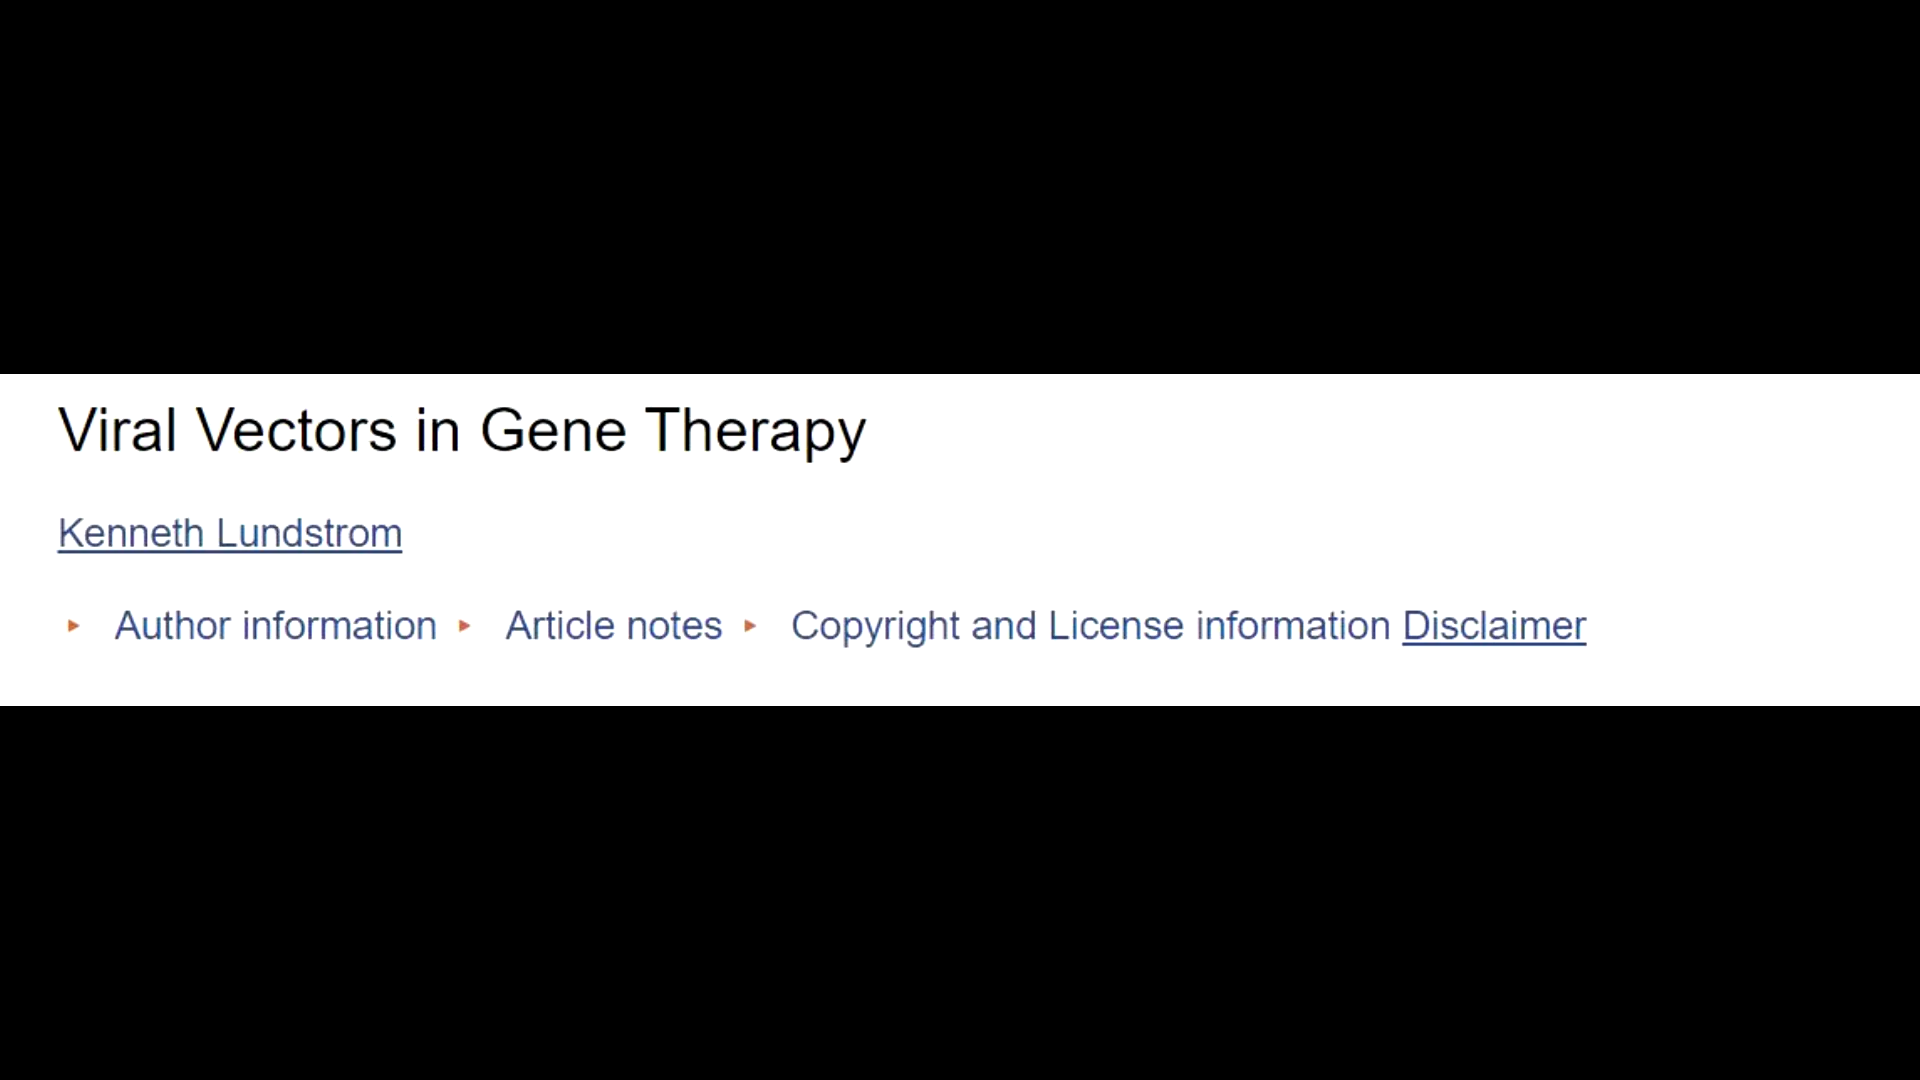 Viral Vectors in Gene Therapy
Kenneth Lundstrom
Author information Article notes Copyright and License information Disclaimer